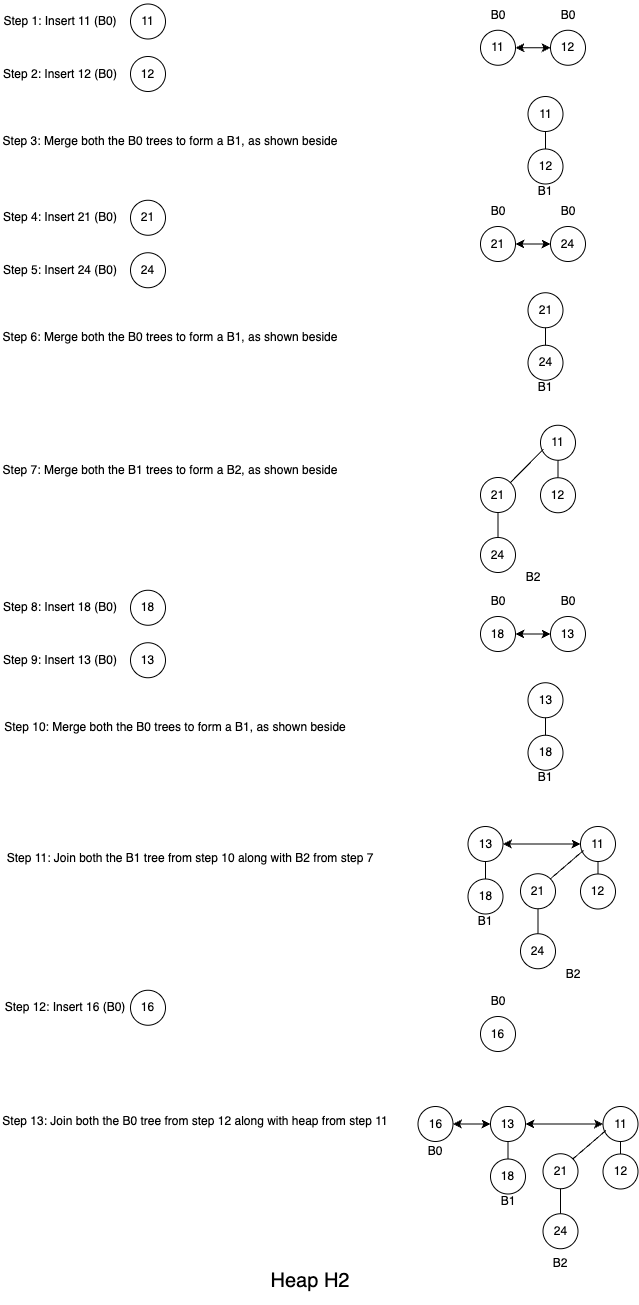 Step 1: Insert 11 (B0) 11
B0 B0
11 12
Step 2: Insert 12 (B0) 12
11
Step 3: Merge both the B0 trees to form a B1, as shown beside
12
B1
Step 4: Insert 21 (B0) 21
B0 B0
21 24
Step 5: Insert 24 (B0) 24
21
Step 6: Merge both the B0 trees to form a B1, as shown beside
24
B1
11
Step 7: Merge both the B1 trees to form a B2, as shown beside
21 12
24
B2
Step 8: Insert 18 (B0) 18
B0 B0
18 13
Step 9: Insert 13 (B0) 13
13
Step 10: Merge both the B0 trees to form a B1, as shown beside
18
B1
13 11
Step 11: Join both the B1 tree from step 10 along with B2 from step 7
18 21 12
B1
24
B2
Step 12: Insert 16 (B0) 16
B0
16
Step 13: Join both the B0 tree from step 12 along with heap from step 11
16 13 11
B0
18 21 12
B1
24
B2
Heap H2